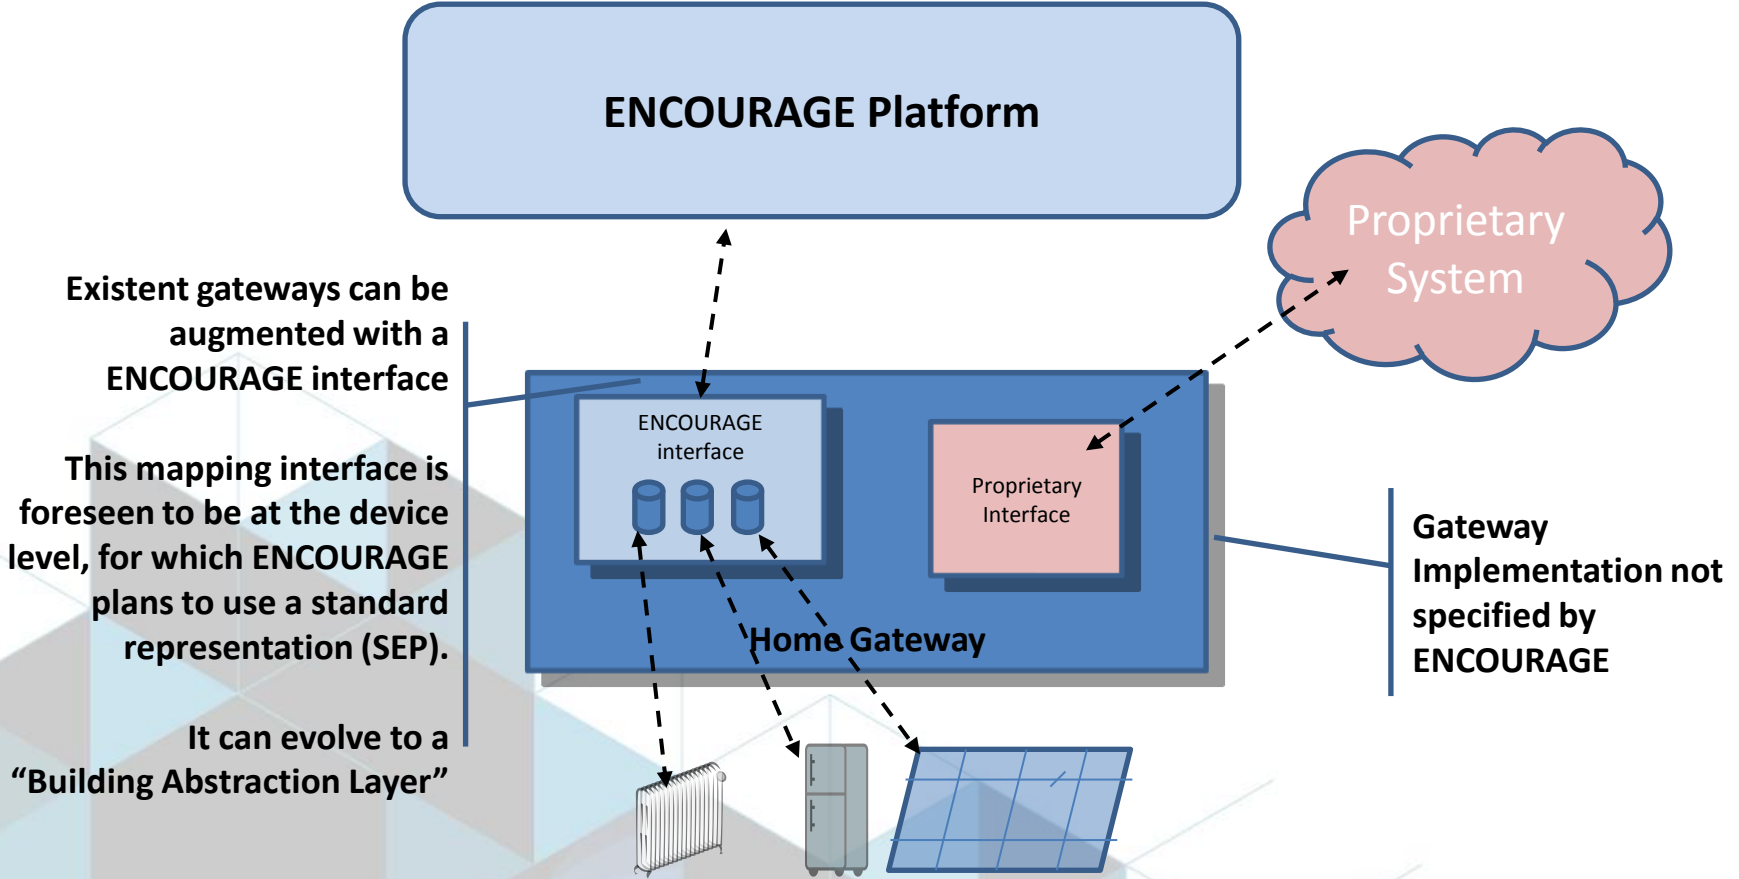 ENCOURAGE Platform
Proprietary
System
Existent gateways can be
augmented with a
ENCOURAGE interface
This mapping interface is
foreseen to be at the device
level, for which ENCOURAGE
plans to use a standard
representation (SEP).
It can evolve to a
“Building Abstraction Layer”
ENCOURAGE
interface
Proprietary
Interface
Home Gateway
Gateway
Implementation not
specified by
ENCOURAGE